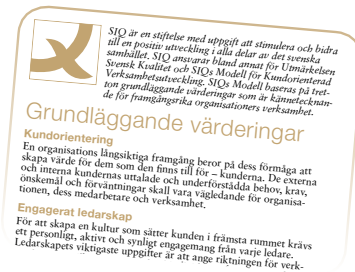 SIQ är en stiftelse med uppgift att stimulera och bidra
till en positiv utveckling i alla delar av det svenska
samhället. SIQ ansvarar bland annat för Utmärkelsen
Svensk Kvalitet och SIQs Modell för Kundorienterad
Verksamhetsutveckling. SIQs Modell baseras på tret-
ton grundläggande värderingar som är kännetecknan-
de för framgångsrika organisationers verksamhet.
Grundläggande värderingar
Kundorientering
En organisations långsiktiga framgång beror på dess förmåga att
skapa värde för dem som den finns till för – kunderna. De externa
och interna kundernas uttalade och underförstådda behov, krav,
önskemål och förväntningar skall vara vägledande för organisa-
tionen, dess medarbetare och verksamhet.
Engagerat ledarskap
För att skapa en kultur som sätter kunden i främsta rummet krävs
ett personligt, aktivt och synligt engagemang från varje ledare.
Ledarskapets viktigaste uppgifter är att ange riktningen för verk-